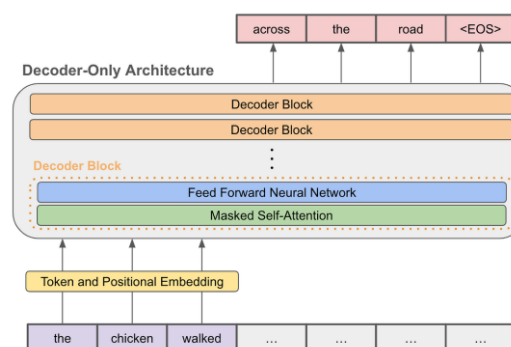 across the road <EOS>
Decoder-Only Architecture
Decoder Block
Decoder Block
Decoder Block
Feed Forward Neural Network
Masked Self-Attention
Token and Positional Embedding
the chicken walked ... ... ... ...